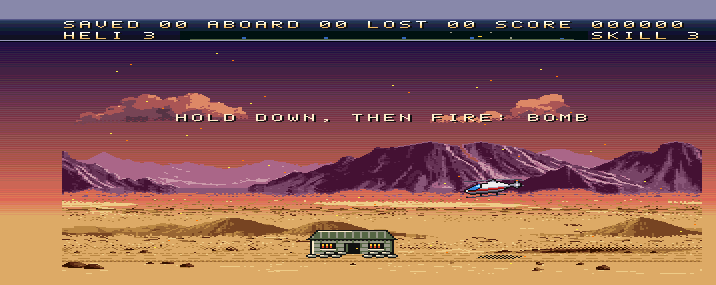 SAVED 00 ABOARD 00 LOST 00 SCORE 000000
HELI 3 SKILL 3
HOLD DOWN, THEN FIRE: BOMB